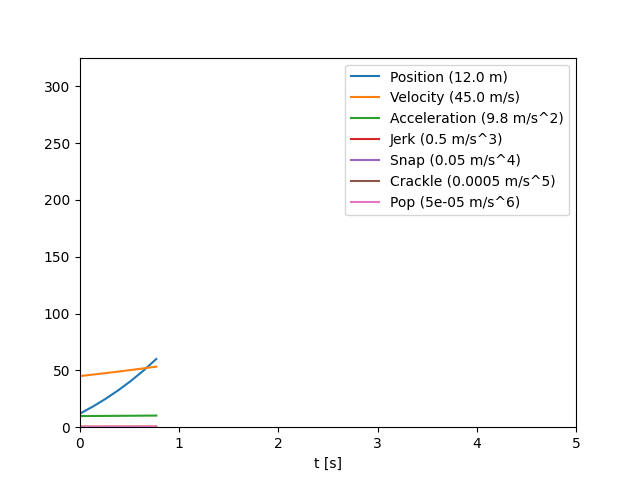 300
250
200
150
100
50
0
Position (12.0 m)
Velocity (45.0 m/s)
Acceleration (9.8 m/s^2)
Jerk (0.5 m/s^3)
Snap (0.05 m/s^4)
Crackle (0.0005 m/s^5)
Pop (5e-05 m/s^6)
0 1 2 3 4 5
t [s]